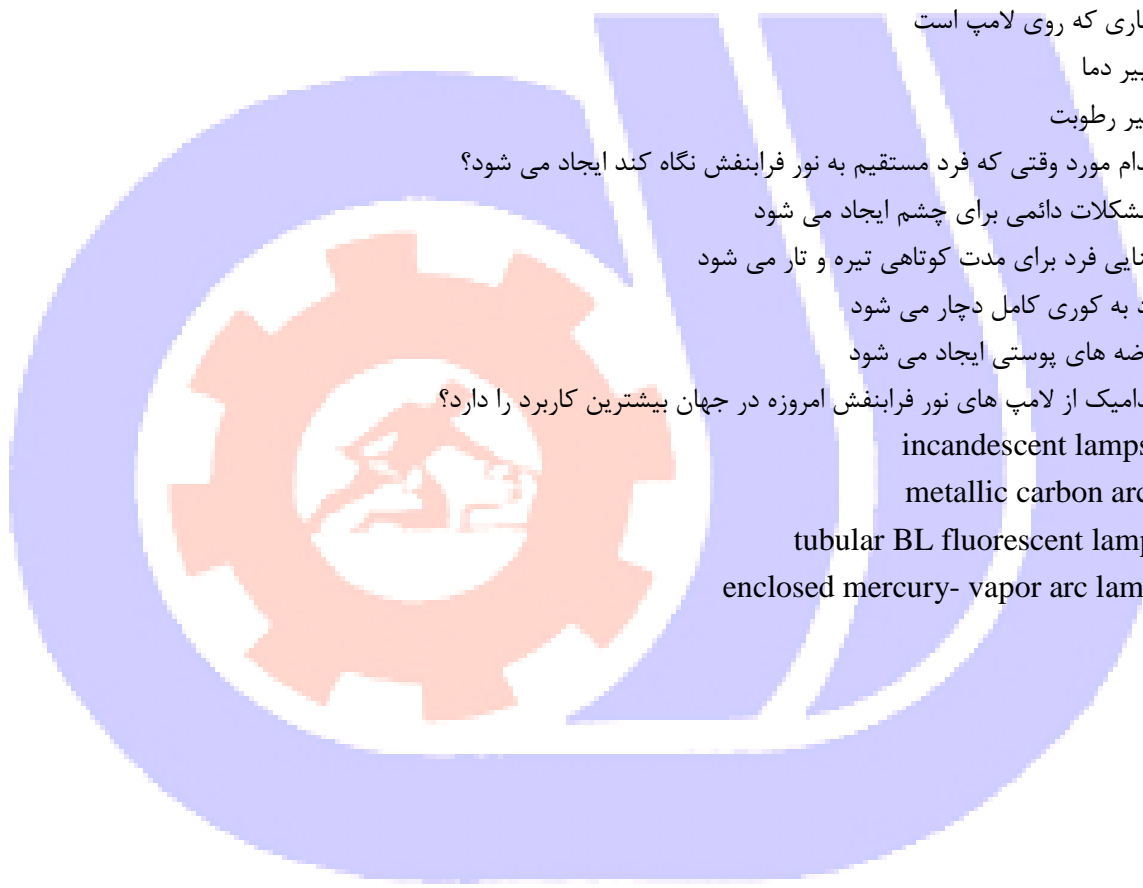 اری که روی لامپ است
یر دما
یر رطوبت
دام مورد وقتی که فرد مستقیم به نور فرابنفش نگاه کند ایجاد می شود؟
شکلات دائمی برای چشم ایجاد می شود
نایی فرد برای مدت کوتاهی تیره و تار می شود
د به کوری کامل دچار می شود
ضه های پوستی ایجاد می شود
دامیک از لامپ های نور فرابنفش امروزه در جهان بیشترین کاربرد را دارد؟
incandescent lamps
metallic carbon arc
tubular BL fluorescent lamp
enclosed mercury- vapor arc lam